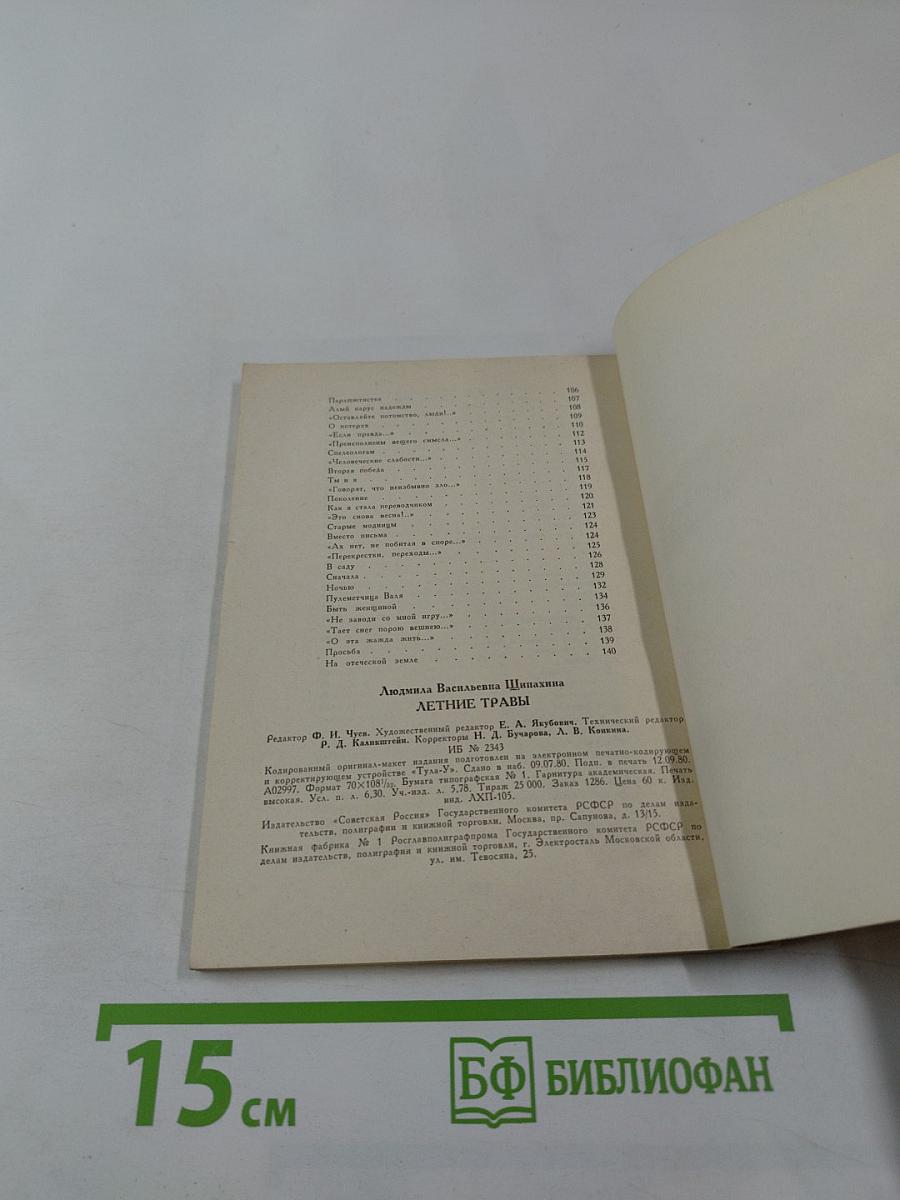 Парашютистка 106
Алый парус надежды 107
«Оставляйте потомство, люди!..» 108
О потерях 109
«Если правда...» 110
«Преисполнены вещего смысла...» 112
Спелеологам 113
«Человеческие слабости...» 114
Вторая победа 115
Ты и я 117
«Говорят, что неизбывно зло...» 118
Поколение 119
Как я стала переводчиком 120
«Это снова весна!..» 121
Старые модницы 123
Вместо письма 124
«Ах нет, не побитая в споре...» 124
«Перекрестки, переходы...» 125
В саду 126
Сначала 128
Ночью 129
Пулеметчица Валя 132
Быть женщиной 134
«Не заводи со мной игру...» 136
«Тает снег порою вешнею...» 137
«О эта жажда жить...» 138
Просьба 139
На отеческой земле 140
Людмила Васильевна Щипахина
ЛЕТНИЕ ТРАВЫ
Редактор Ф. И. Чуев. Художественный редактор Е. А. Якубович. Технический редактор
Р. Д. Каликштейн. Корректоры Н. Д. Бучарова, Л. В. Конкина.
ИБ № 2343
Кодированный оригинал-макет издания подготовлен на электронном печатно-кодирующем
и корректирующем устройстве «Тула-У». Сдано в наб. 09.07.80. Подп. в печать 12.09.80.
А02997. Формат 70×108¹/₃₂. Бумага типографская № 1. Гарнитура академическая. Печать
высокая. Усл. п. л. 6,30. Уч.-изд. л. 5,78. Тираж 25 000. Заказ 1286. Цена 60 к. Изд.
инд. ЛХП-105.
Издательство «Советская Россия» Государственного комитета РСФСР по делам изда-
тельств, полиграфии и книжной торговли. Москва, пр. Сапунова, д. 13/15.
Книжная фабрика № 1 Росглавполиграфпрома Государственного комитета РСФСР по
делам издательств, полиграфии и книжной торговли, г. Электросталь Московской области,
ул. им. Тевосяна, 25.
15 см
БФ БИБЛИОФАН